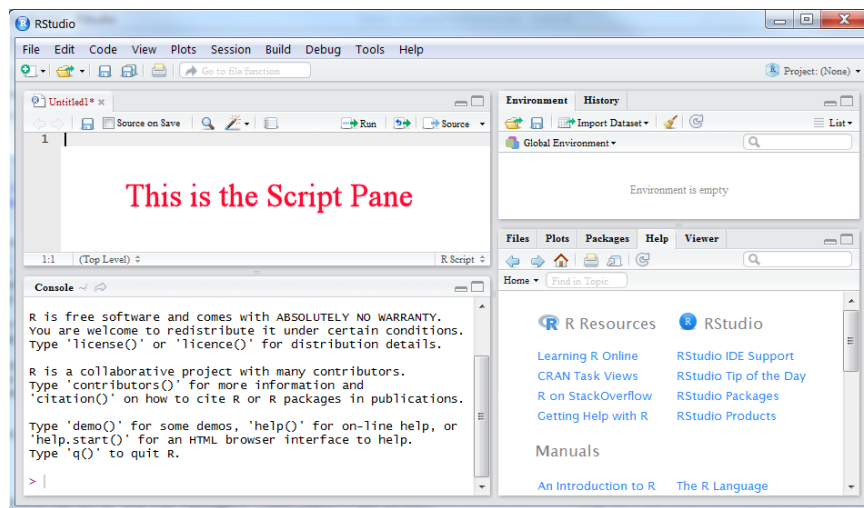 RStudio
File Edit Code View Plots Session Build Debug Tools Help
Go to file/function
Project: (None)
Untitled1*
Source on Save
Run
Source
1
This is the Script Pane
1:1 (Top Level)
R Script
Console
R is free software and comes with ABSOLUTELY NO WARRANTY.
You are welcome to redistribute it under certain conditions.
Type 'license()' or 'licence()' for distribution details.
R is a collaborative project with many contributors.
Type 'contributors()' for more information and
'citation()' on how to cite R or R packages in publications.
Type 'demo()' for some demos, 'help()' for on-line help, or
'help.start()' for an HTML browser interface to help.
Type 'q()' to quit R.
>
Environment History
Import Dataset
List
Global Environment
Environment is empty
Files Plots Packages Help Viewer
Home
Find in Topic
R Resources
RStudio
Learning R Online
RStudio IDE Support
CRAN Task Views
RStudio Tip of the Day
R on StackOverflow
RStudio Packages
Getting Help with R
RStudio Products
Manuals
An Introduction to R
The R Language